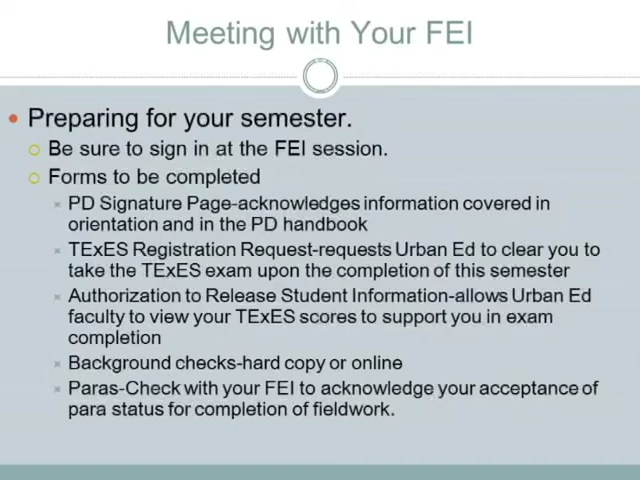 Meeting with Your FEI
Preparing for your semester.
Be sure to sign in at the FEI session.
Forms to be completed
PD Signature Page-acknowledges information covered in
orientation and in the PD handbook
TExES Registration Request-requests Urban Ed to clear you to
take the TExES exam upon the completion of this semester
Authorization to Release Student Information-allows Urban Ed
faculty to view your TExES scores to support you in exam
completion
Background checks-hard copy or online
Paras-Check with your FEI to acknowledge your acceptance of
para status for completion of fieldwork.